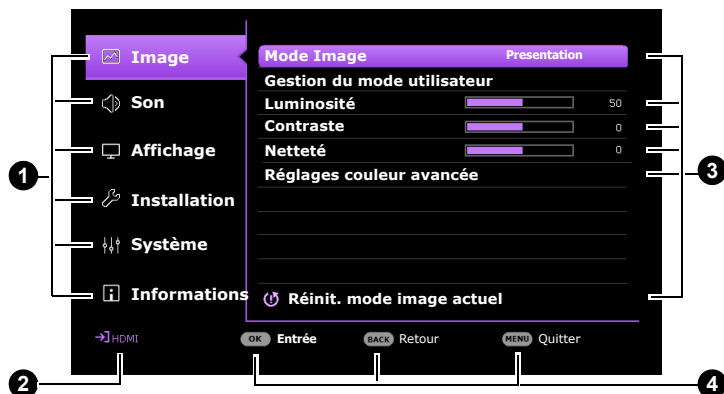 Image
Son
Affichage
Installation
Système
Informations
Mode Image Presentation
Gestion du mode utilisateur
Luminosité 50
Contraste 0
Netteté 0
Réglages couleur avancée
Réinit. mode image actuel
HDMI
OK Entrée BACK Retour MENU Quitter
1
3
2
4